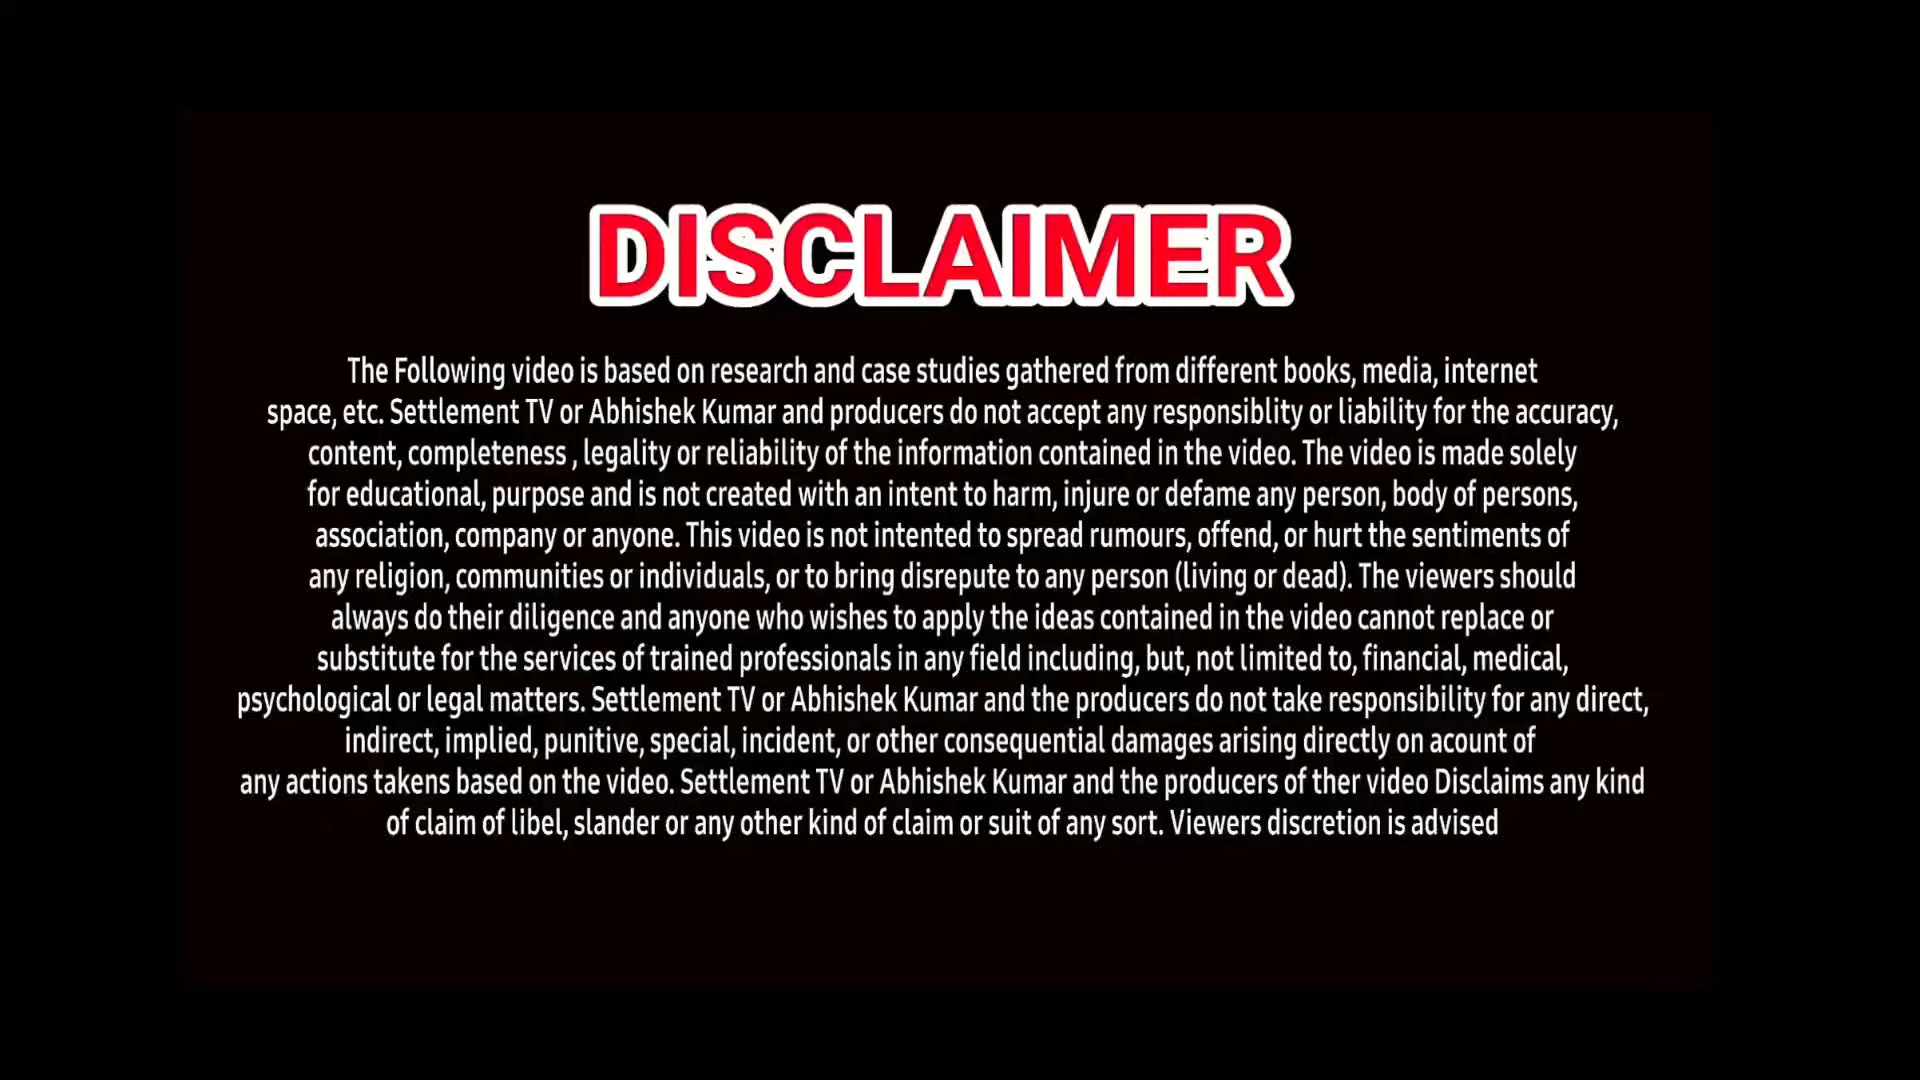 DISCLAIMER
The Following video is based on research and case studies gathered from different books, media, internet
space, etc. Settlement TV or Abhishek Kumar and producers do not accept any responsiblity or liability for the accuracy,
content, completeness , legality or reliability of the information contained in the video. The video is made solely
for educational, purpose and is not created with an intent to harm, injure or defame any person, body of persons,
association, company or anyone. This video is not intented to spread rumours, offend, or hurt the sentiments of
any religion, communities or individuals, or to bring disrepute to any person (living or dead). The viewers should
always do their diligence and anyone who wishes to apply the ideas contained in the video cannot replace or
substitute for the services of trained professionals in any field including, but, not limited to, financial, medical,
psychological or legal matters. Settlement TV or Abhishek Kumar and the producers do not take responsibility for any direct,
indirect, implied, punitive, special, incident, or other consequential damages arising directly on acount of
any actions takens based on the video. Settlement TV or Abhishek Kumar and the producers of ther video Disclaims any kind
of claim of libel, slander or any other kind of claim or suit of any sort. Viewers discretion is advised